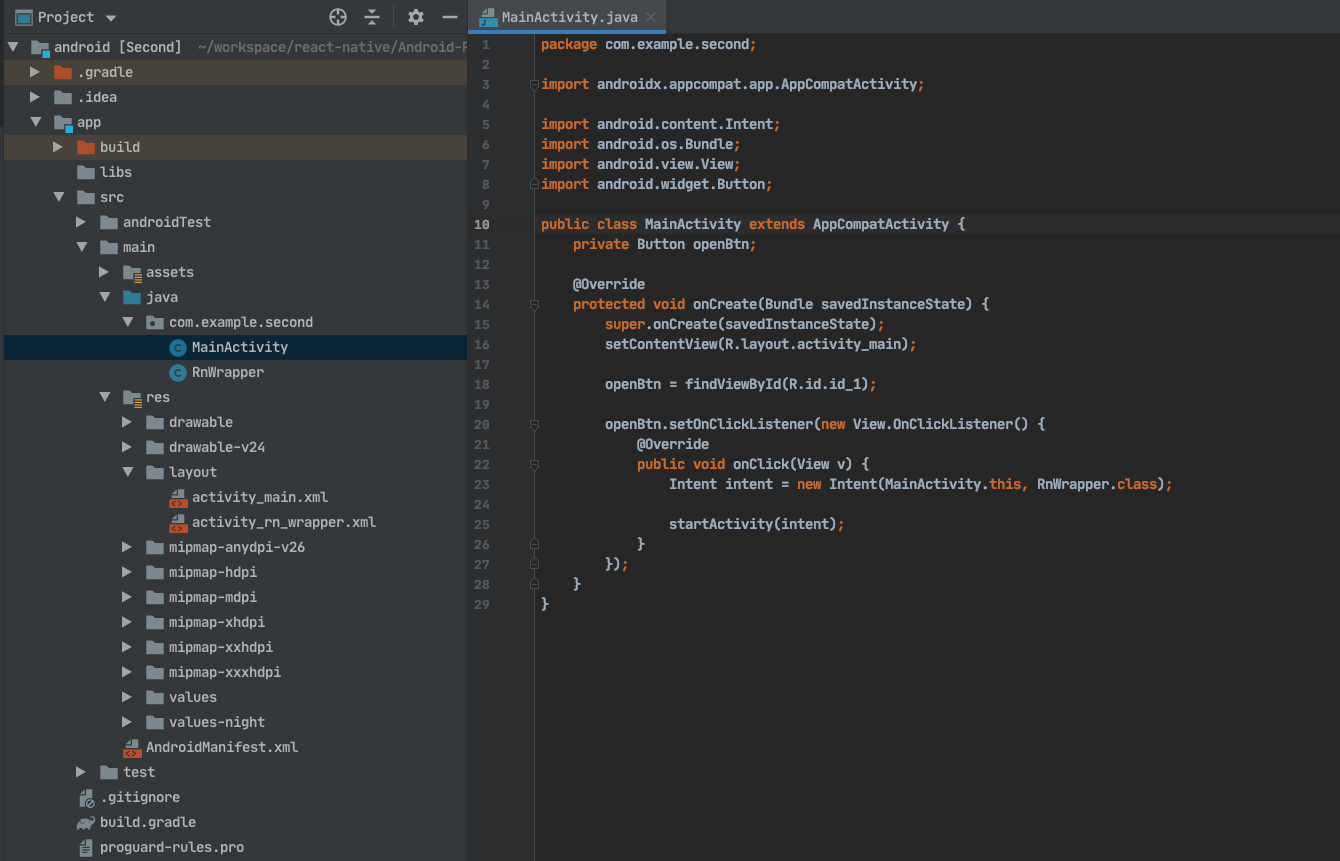 Project
android [Second] ~/workspace/react-native/Android-R
.gradle
.idea
app
build
libs
src
androidTest
main
assets
java
com.example.second
MainActivity
RnWrapper
res
drawable
drawable-v24
layout
activity_main.xml
activity_rn_wrapper.xml
mipmap-anydpi-v26
mipmap-hdpi
mipmap-mdpi
mipmap-xhdpi
mipmap-xxhdpi
mipmap-xxxhdpi
values
values-night
AndroidManifest.xml
test
.gitignore
build.gradle
proguard-rules.pro
MainActivity.java
1 package com.example.second;
2
3 import androidx.appcompat.app.AppCompatActivity;
4
5 import android.content.Intent;
6 import android.os.Bundle;
7 import android.view.View;
8 import android.widget.Button;
9
10 public class MainActivity extends AppCompatActivity {
11     private Button openBtn;
12
13     @Override
14     protected void onCreate(Bundle savedInstanceState) {
15         super.onCreate(savedInstanceState);
16         setContentView(R.layout.activity_main);
17
18         openBtn = findViewById(R.id.id_1);
19
20         openBtn.setOnClickListener(new View.OnClickListener() {
21             @Override
22             public void onClick(View v) {
23                 Intent intent = new Intent(MainActivity.this, RnWrapper.class);
24
25                 startActivity(intent);
26             }
27         });
28     }
29 }